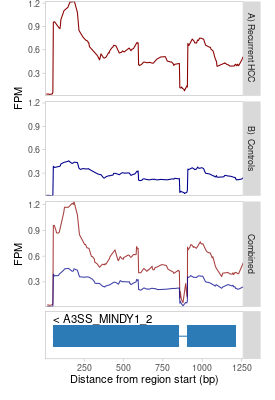 1.2
0.9
0.6
0.3
FPM
A) Recurrent HCC
1.2
0.9
0.6
0.3
B) Controls
1.2
0.9
0.6
0.3
FPM
Combined
< A3SS_MINDY1_2
250
500
750
1000
1250
Distance from region start (bp)